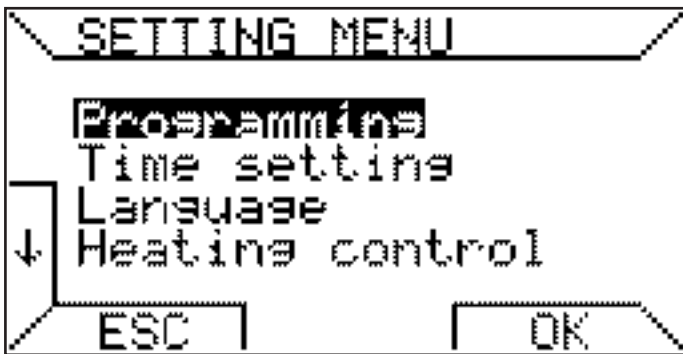 SETTING MENU
Programming
Time setting
Language
↓ Heating control
ESC OK